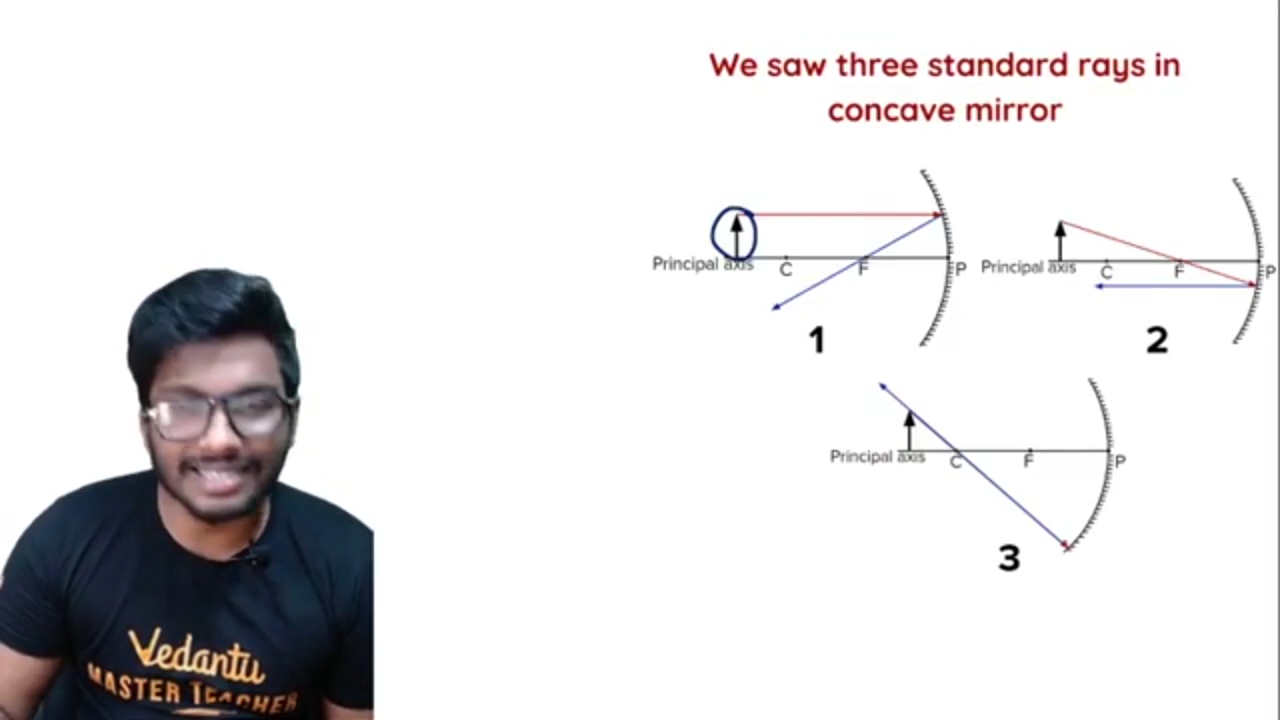 We saw three standard rays in
concave mirror
Principal axis C F P
1
Principal axis C F P
2
Principal axis C F P
3
Vedantu
MASTER TEACHER